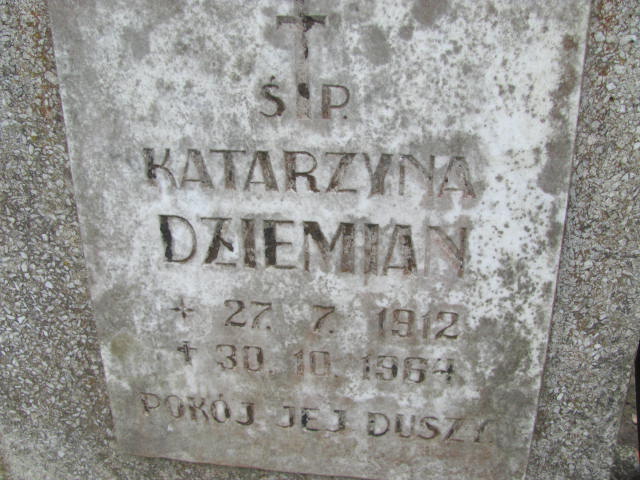 Ś.P.
KATARZYNA
DZIEMIAN
* 27. 7. 1912
✝ 30. 10. 1964
POKÓJ JEJ DUSZY